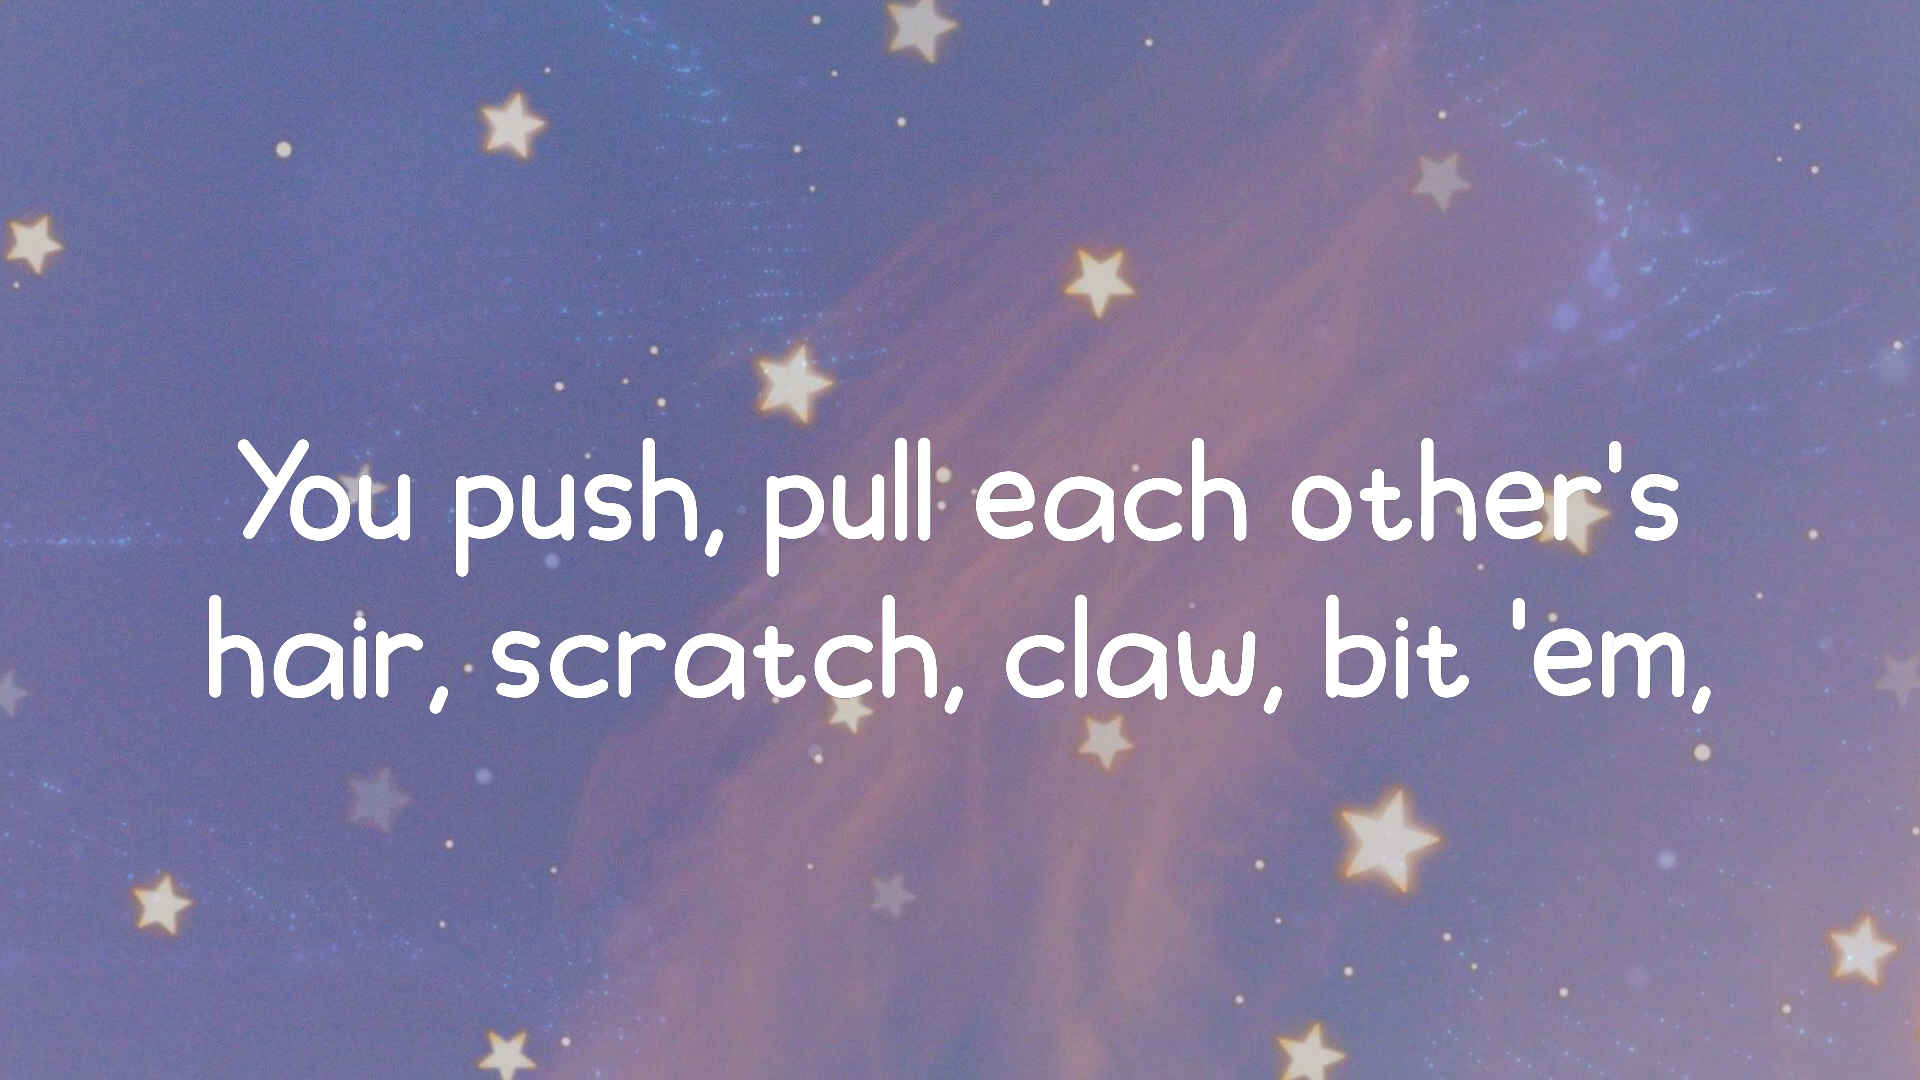 You push, pull each other's
hair, scratch, claw, bit 'em,